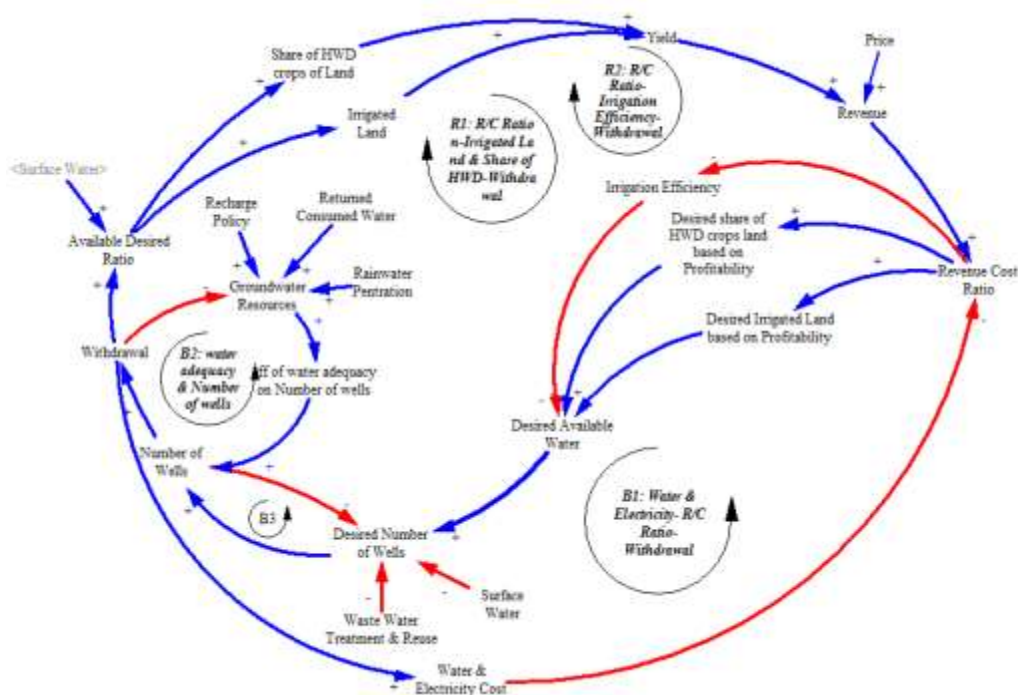 Share of HWD
crops of Land
Yield
Price
Revenue
Irrigated
Land
R1: R/C Ratio
n-Irrigated La
nd & Share of
HWD-Withdra
wal
R2: R/C
Ratio-
Irrigation
Efficiency-
Withdrawal
<Surface Water>
Available Desired
Ratio
Recharge
Policy
Returned
Consumed Water
Groundwater
Resources
Rainwater
Pentration
Irrigation Efficiency
Desired share of
HWD crops land
based on
Profitability
Revenue Cost
Ratio
Desired Irrigated Land
based on Profitability
Withdrawal
B2: water
adequacy
& Number
of wells
ff of water adequacy
on Number of wells
Desired Available
Water
Number of
Wells
B3
Desired Number
of Wells
B1: Water &
Electricity- R/C
Ratio-
Withdrawal
Surface
Water
Waste Water
Treatment & Reuse
Water &
Electricity Cost